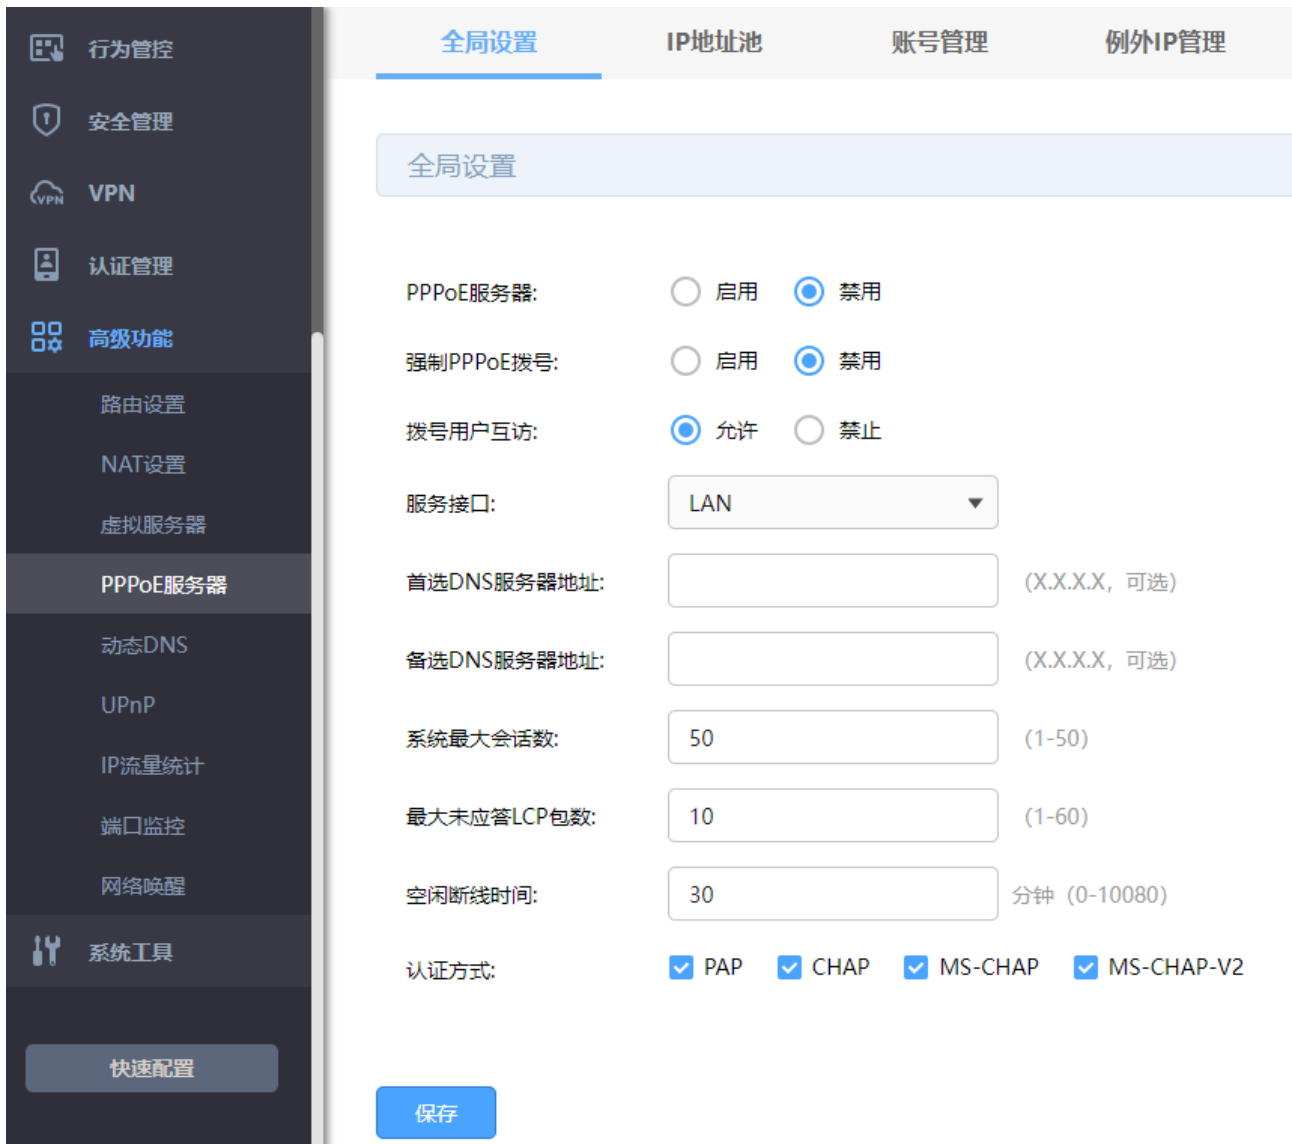 行为管控
安全管理
VPN
VPN
认证管理
高级功能
路由设置
NAT设置
虚拟服务器
PPPoE服务器
动态DNS
UPnP
IP流量统计
端口监控
网络唤醒
系统工具
快速配置
全局设置 IP地址池 账号管理 例外IP管理
全局设置
PPPoE服务器: 启用 禁用
强制PPPoE拨号: 启用 禁用
拨号用户互访: 允许 禁止
服务接口: LAN
首选DNS服务器地址: (X.X.X.X, 可选)
备选DNS服务器地址: (X.X.X.X, 可选)
系统最大会话数: 50 (1-50)
最大未应答LCP包数: 10 (1-60)
空闲断线时间: 30 分钟 (0-10080)
认证方式: PAP CHAP MS-CHAP MS-CHAP-V2
保存